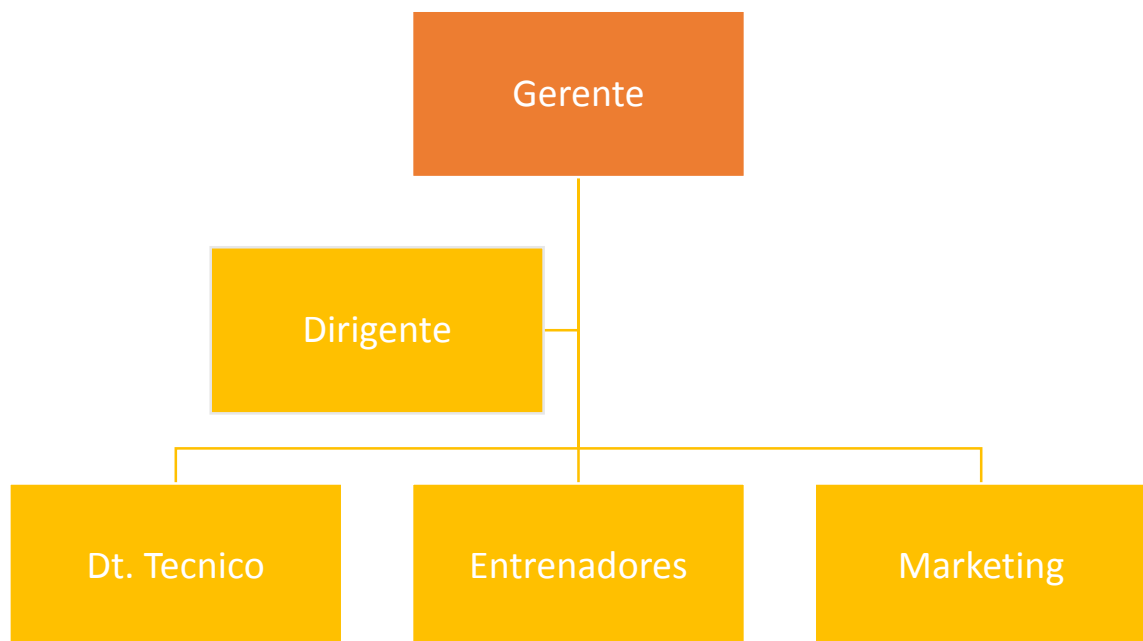 Gerente
Dirigente
Dt. Tecnico
Entrenadores
Marketing